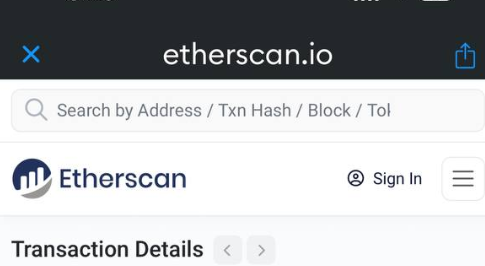 etherscan.io
Search by Address / Txn Hash / Block / Tol
Etherscan
Sign In
Transaction Details